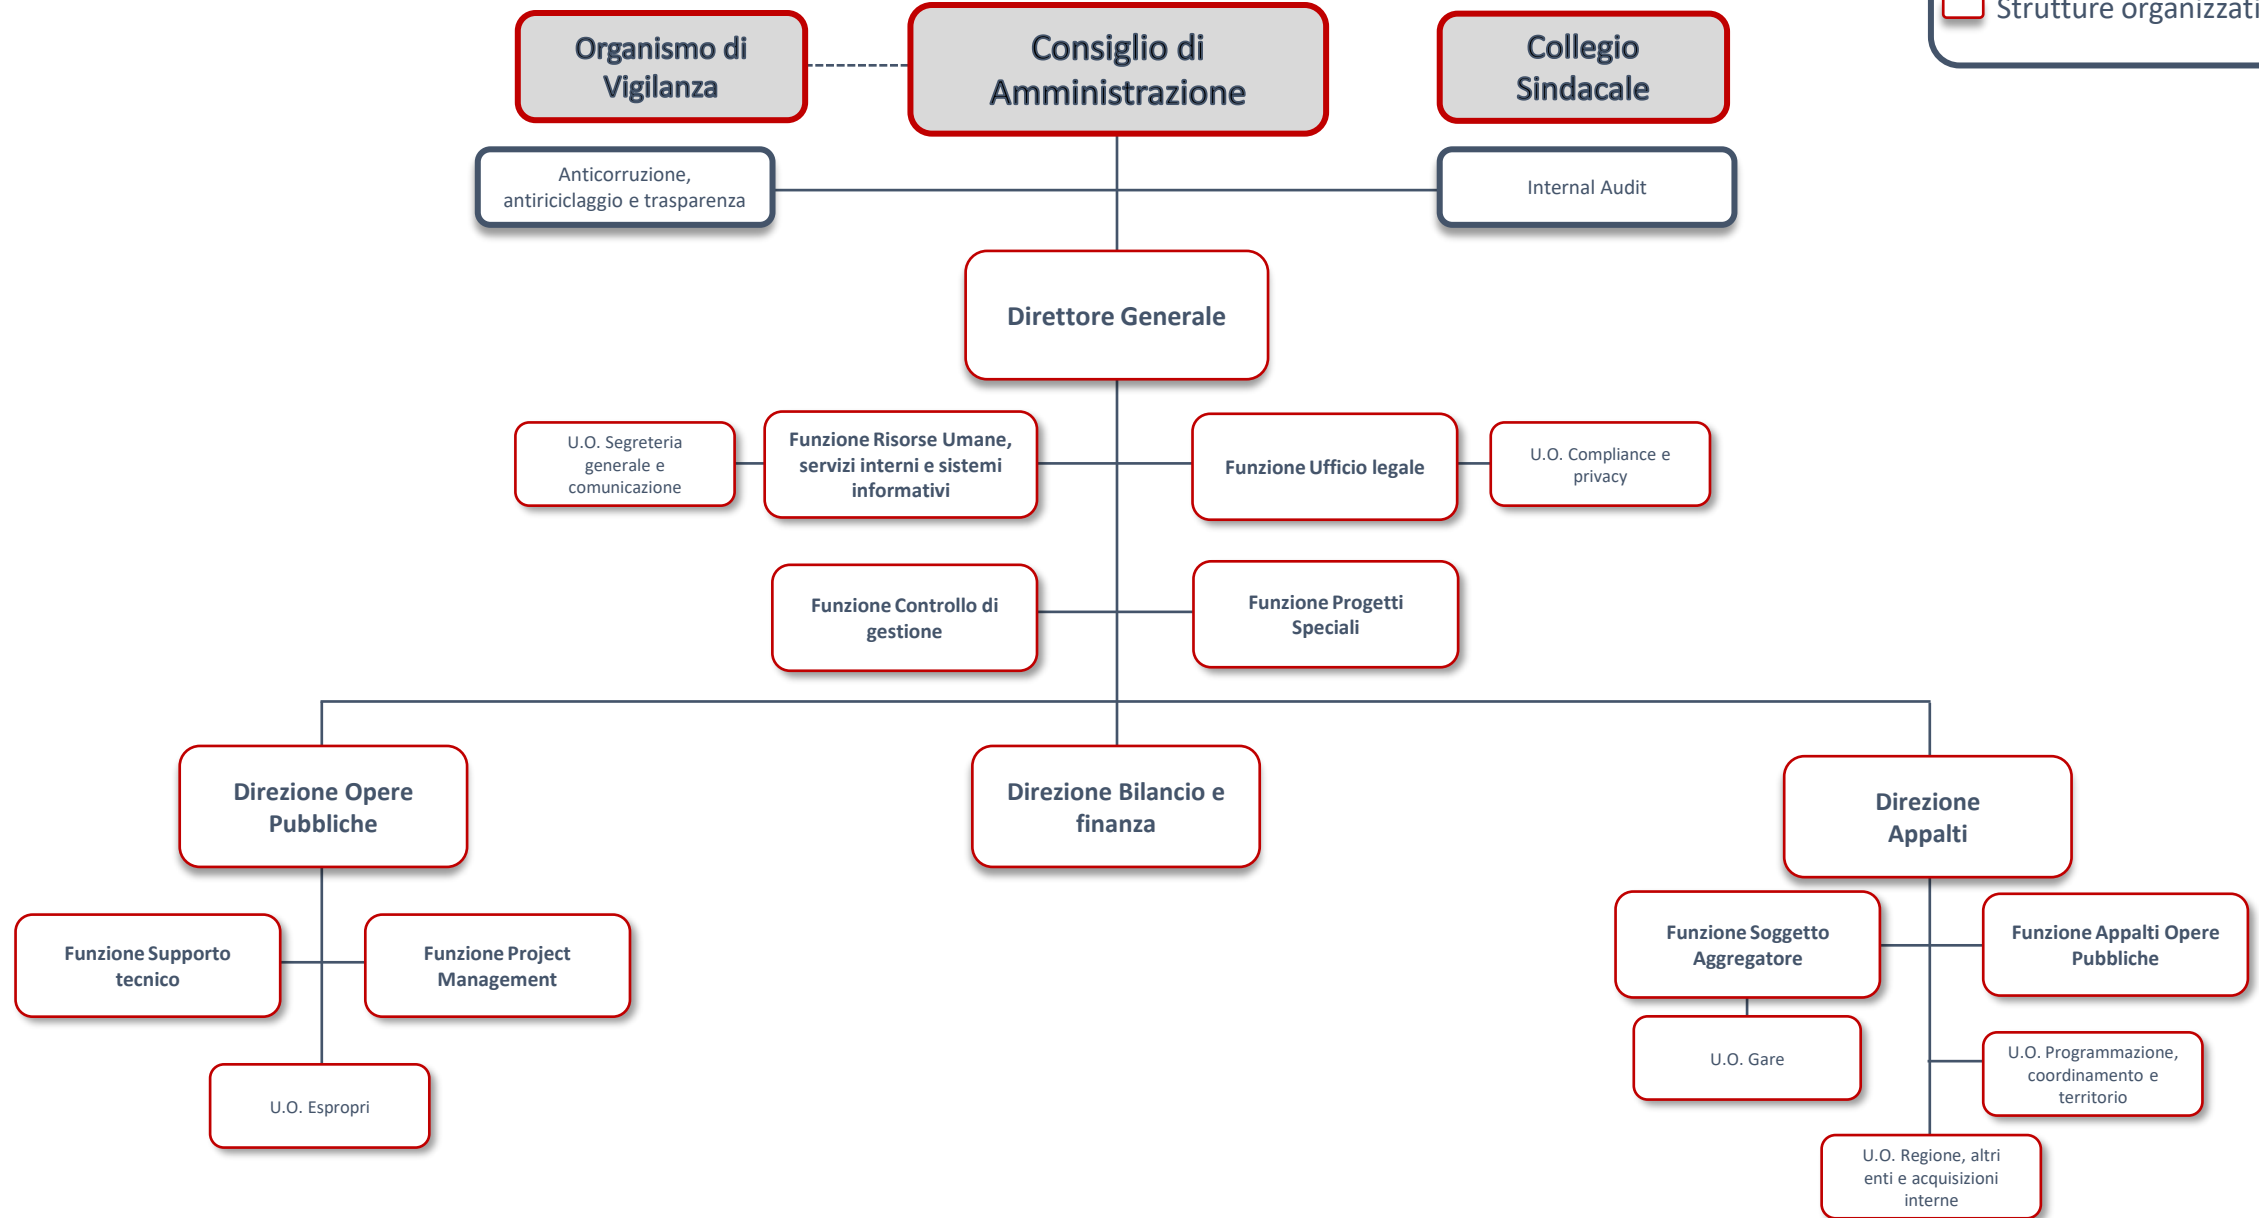 Strutture organizzati
Organismo di
Vigilanza
Consiglio di
Amministrazione
Collegio
Sindacale
Anticorruzione,
antiriciclaggio e trasparenza
Internal Audit
Direttore Generale
U.O. Segreteria
generale e
comunicazione
Funzione Risorse Umane,
servizi interni e sistemi
informativi
Funzione Ufficio legale
U.O. Compliance e
privacy
Funzione Controllo di
gestione
Funzione Progetti
Speciali
Direzione Opere
Pubbliche
Direzione Bilancio e
finanza
Direzione
Appalti
Funzione Supporto
tecnico
Funzione Project
Management
Funzione Soggetto
Aggregatore
Funzione Appalti Opere
Pubbliche
U.O. Espropri
U.O. Gare
U.O. Programmazione,
coordinamento e
territorio
U.O. Regione, altri
enti e acquisizioni
interne